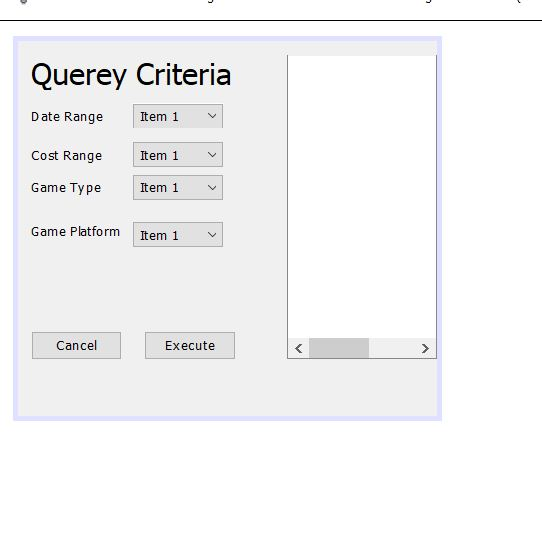 Querey Criteria
Date Range Item 1
Cost Range Item 1
Game Type Item 1
Game Platform Item 1
Cancel Execute